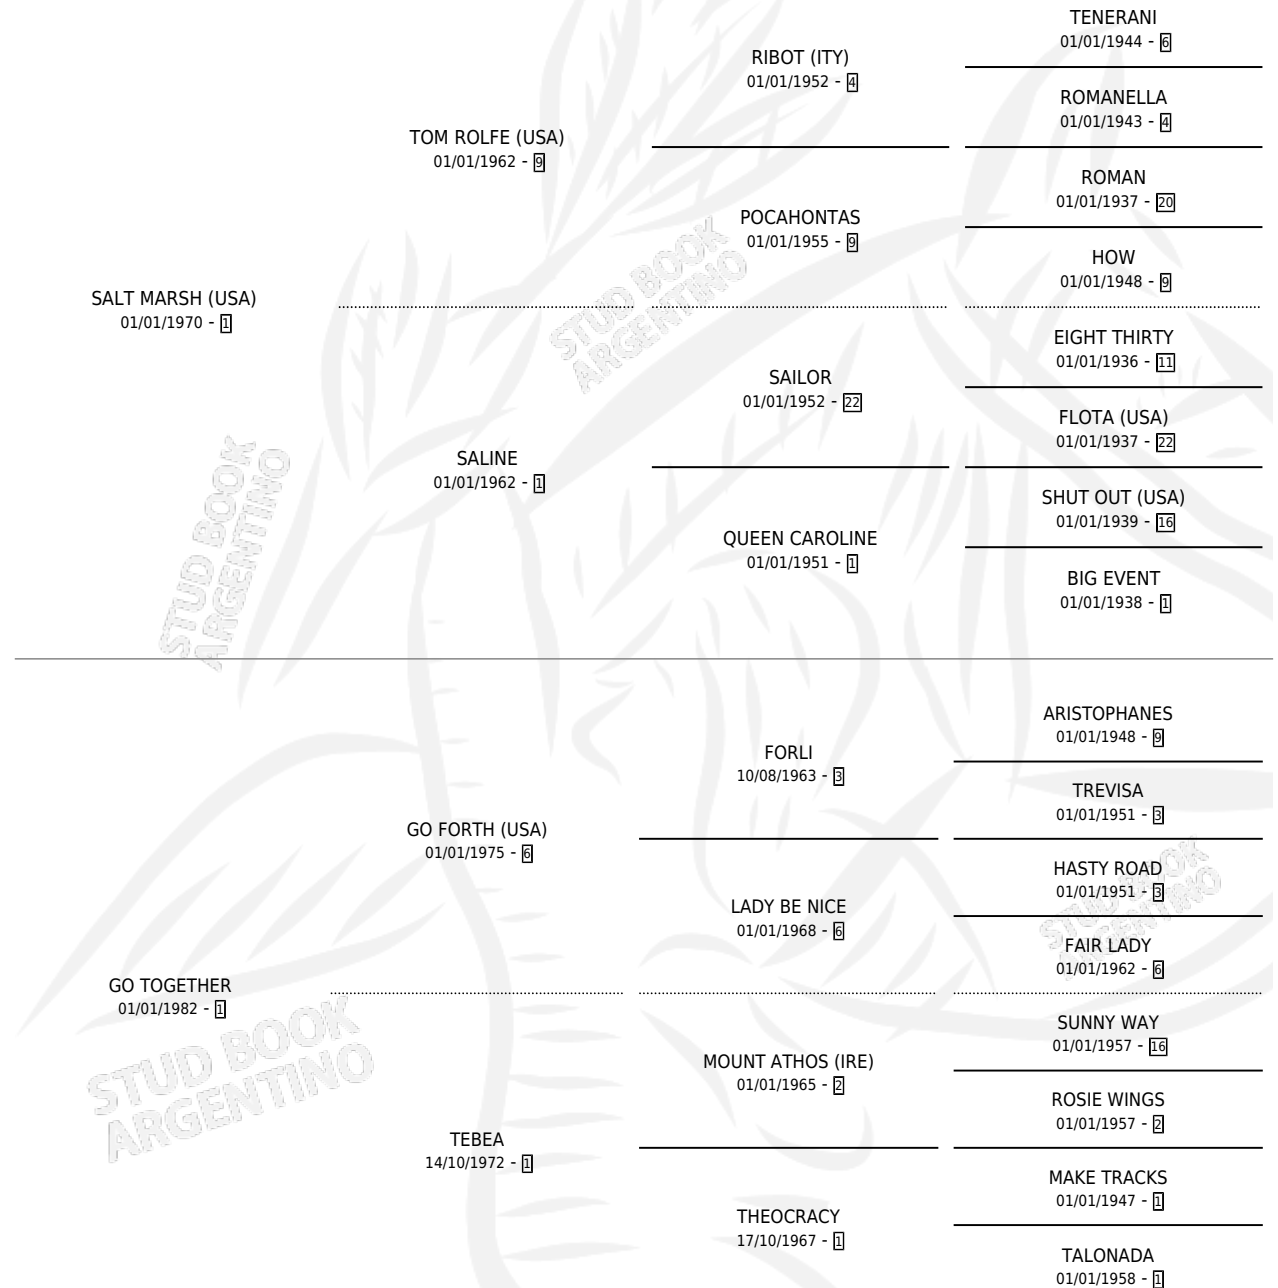 TENERANI
01/01/1944 - 6
RIBOT (ITY)
01/01/1952 - 4
ROMANELLA
01/01/1943 - 4
TOM ROLFE (USA)
01/01/1962 - 9
ROMAN
01/01/1937 - 20
POCAHONTAS
01/01/1955 - 9
HOW
01/01/1948 - 9
SALT MARSH (USA)
01/01/1970 - 1
EIGHT THIRTY
01/01/1936 - 11
SAILOR
01/01/1952 - 22
FLOTA (USA)
01/01/1937 - 22
SALINE
01/01/1962 - 1
SHUT OUT (USA)
01/01/1939 - 16
QUEEN CAROLINE
01/01/1951 - 1
BIG EVENT
01/01/1938 - 1
ARISTOPHANES
01/01/1948 - 9
FORLI
10/08/1963 - 3
TREVISA
01/01/1951 - 3
GO FORTH (USA)
01/01/1975 - 6
HASTY ROAD
01/01/1951 - 3
LADY BE NICE
01/01/1968 - 6
FAIR LADY
01/01/1962 - 6
GO TOGETHER
01/01/1982 - 1
SUNNY WAY
01/01/1957 - 16
MOUNT ATHOS (IRE)
01/01/1965 - 2
ROSIE WINGS
01/01/1957 - 2
TEBEA
14/10/1972 - 1
MAKE TRACKS
01/01/1947 - 1
THEOCRACY
17/10/1967 - 1
TALONADA
01/01/1958 - 1
STUD BOOK
ARGENTINO
STUD BOOK
ARGENTINO
STUD BOOK
ARGENTINO
STUD BOOK
ARGENTINO